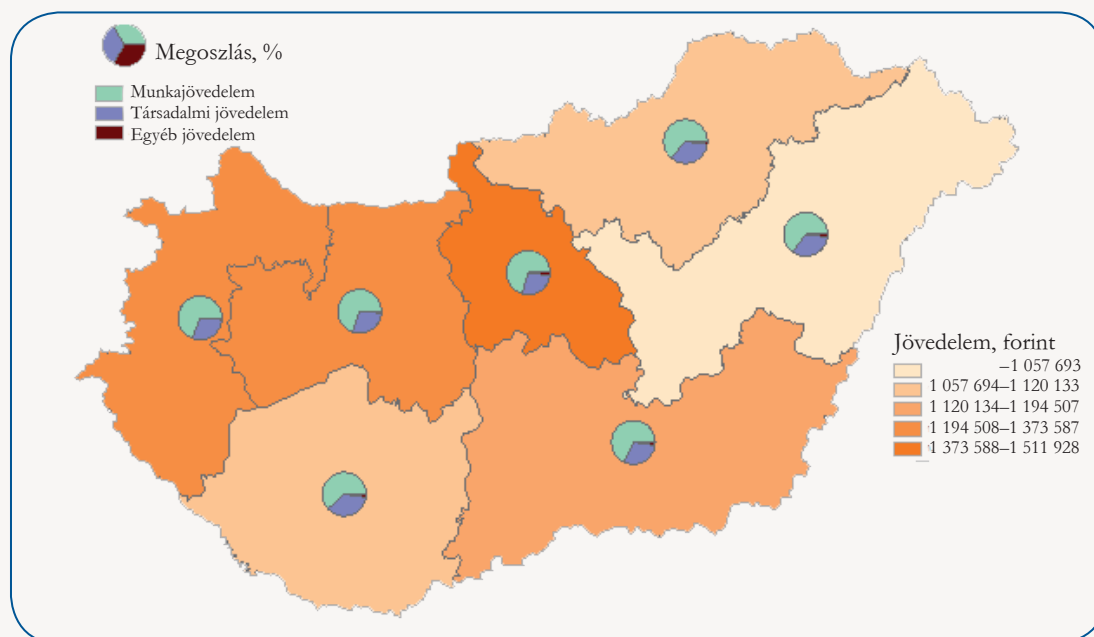 Megoszlás, %
Munkajövedelem
Társadalmi jövedelem
Egyéb jövedelem
Jövedelem, forint
–1 057 693
1 057 694–1 120 133
1 120 134–1 194 507
1 194 508–1 373 587
1 373 588–1 511 928